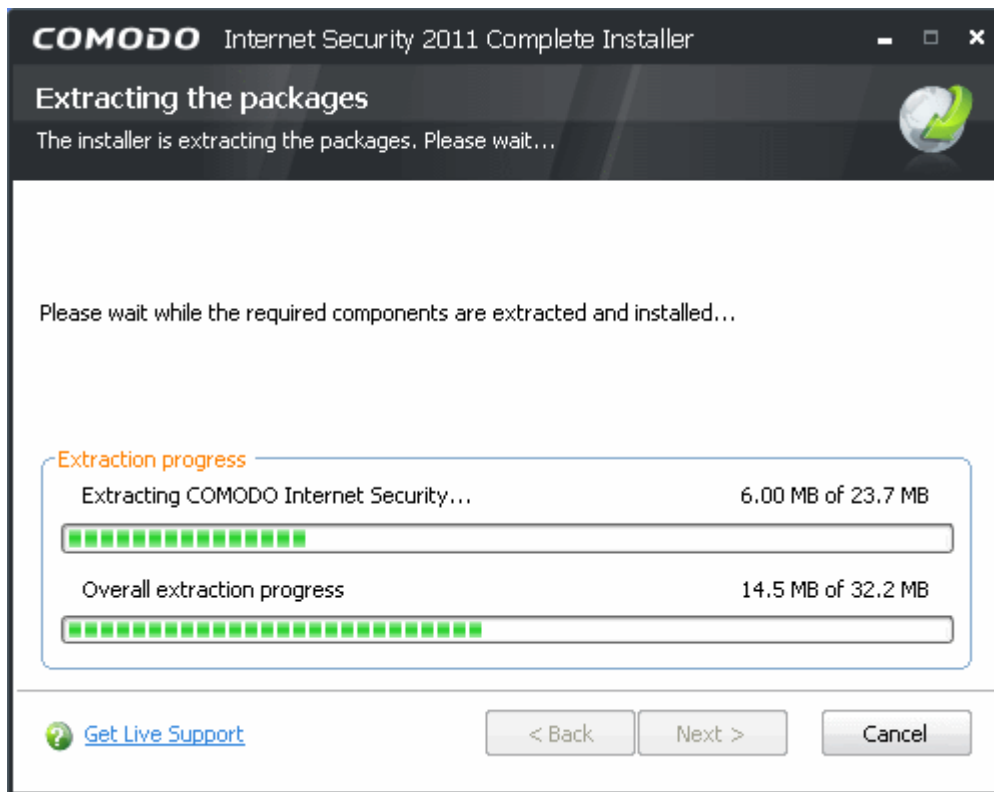 COMODO Internet Security 2011 Complete Installer
Extracting the packages
The installer is extracting the packages. Please wait...
Please wait while the required components are extracted and installed...
Extraction progress
Extracting COMODO Internet Security... 6.00 MB of 23.7 MB
Overall extraction progress 14.5 MB of 32.2 MB
Get Live Support < Back Next > Cancel